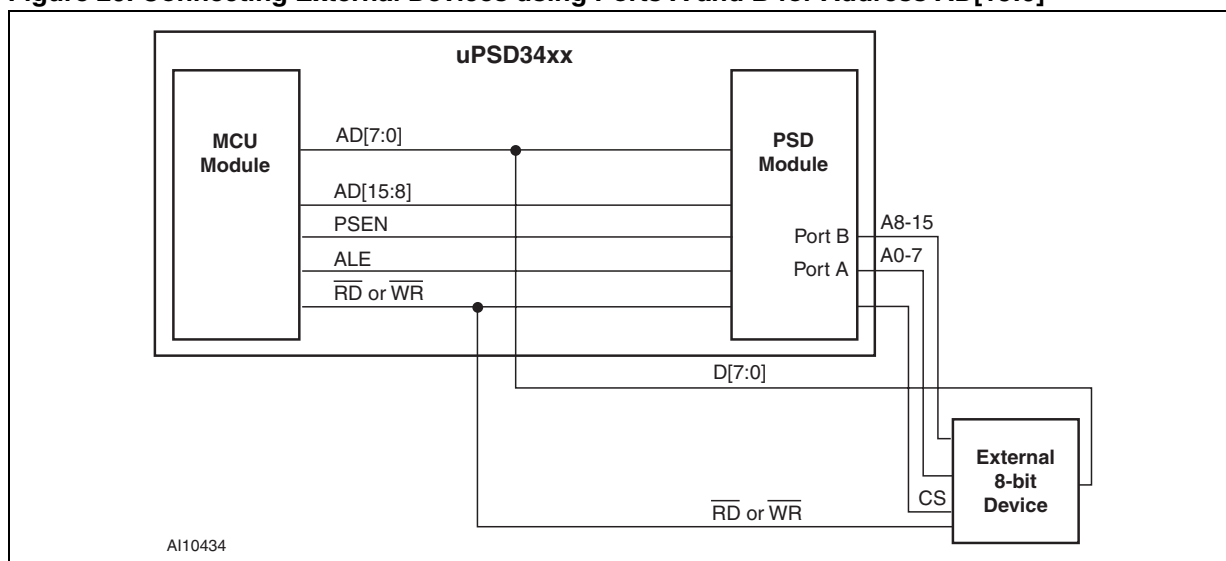 uPSD34xx
MCU
Module
AD[7:0]
AD[15:8]
PSEN
ALE
RD or WR
PSD
Module
Port B
Port A
A8-15
A0-7
D[7:0]
External
8-bit
Device
CS
RD or WR
AI10434